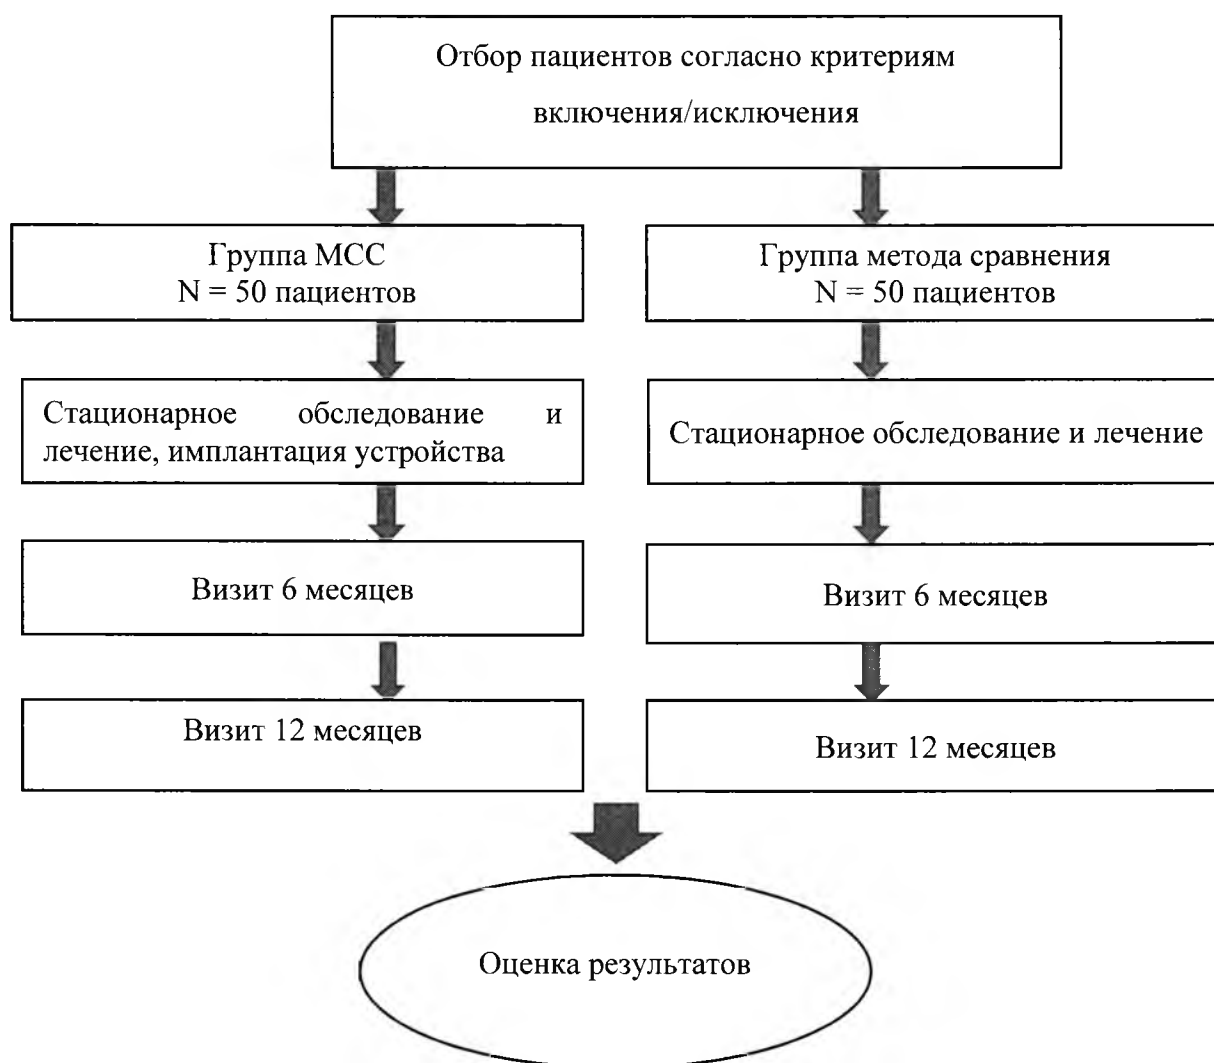 Отбор пациентов согласно критериям
включения/исключения
Группа МСС
N = 50 пациентов
Группа метода сравнения
N = 50 пациентов
Стационарное обследование и
лечение, имплантация устройства
Стационарное обследование и лечение
Визит 6 месяцев
Визит 6 месяцев
Визит 12 месяцев
Визит 12 месяцев
Оценка результатов